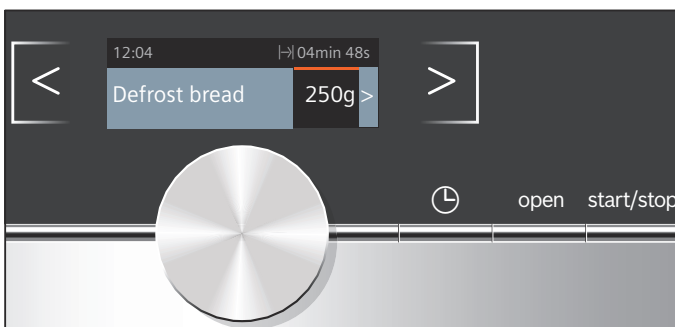 12:04 04min 48s
Defrost bread 250g >
< >
open start/stop